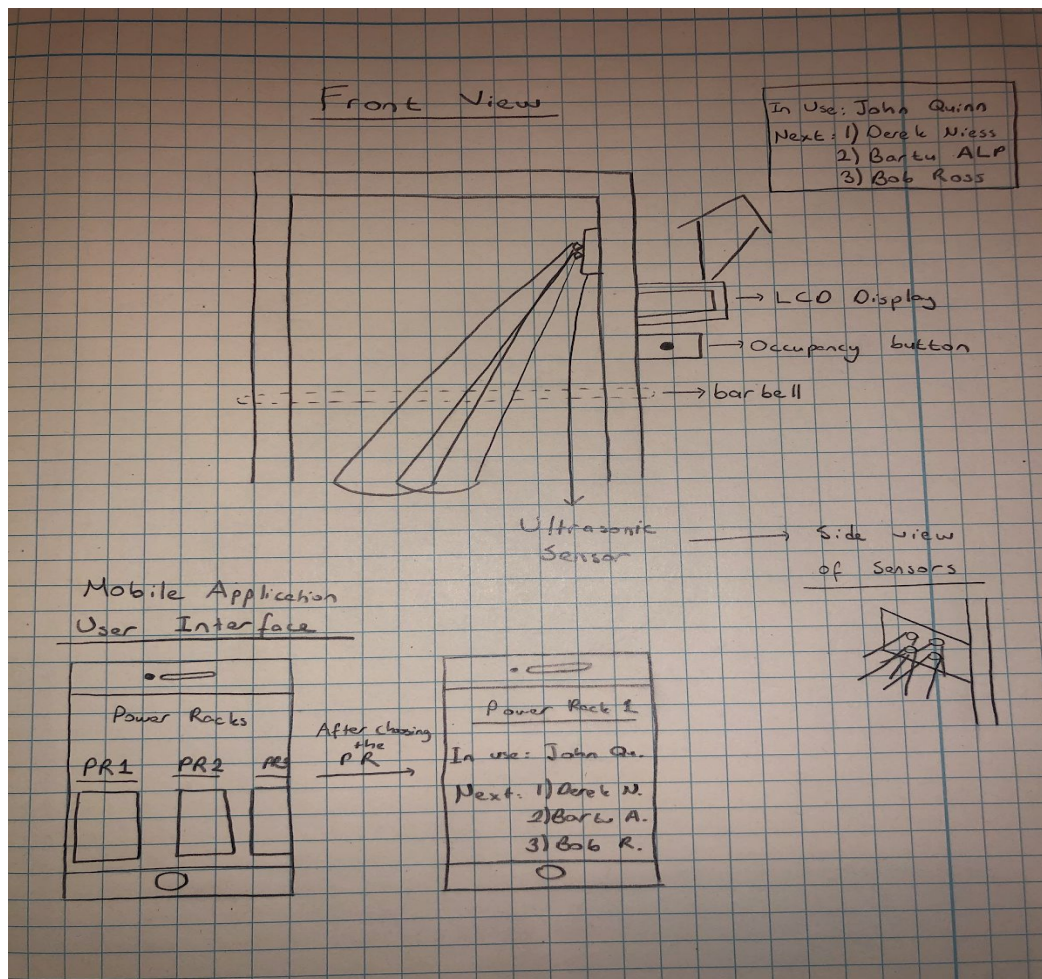 Front View
In Use: John Quinn
Next: 1) Derek Niess
2) Bartu ALP
3) Bob Ross
LCD Display
Occupancy button
barbell
Ultrasonic
Sensor
Side view
of sensors
Mobile Application
User Interface
Power Racks
PR1 PR2
After choosing
the
PR
Power Rack 1
In use: John Qu.
Next: 1) Derek N.
2) Bartu A.
3) Bob R.